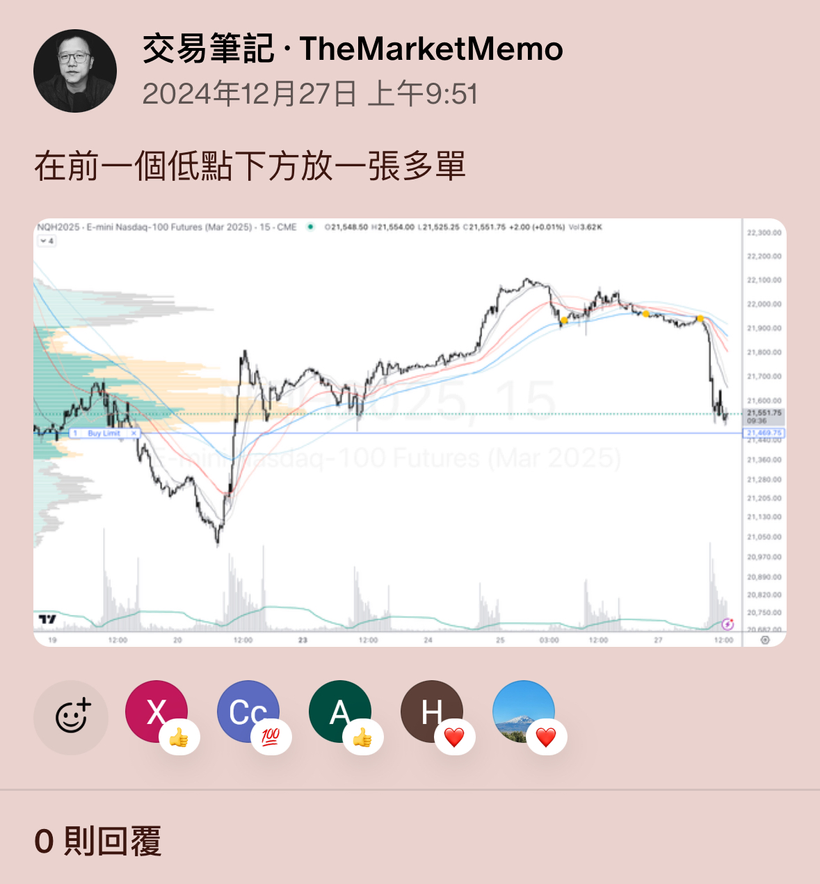 交易筆記 · TheMarketMemo
2024年12月27日 上午9:51
在前一個低點下方放一張多單
NQH2025 · E-mini Nasdaq-100 Futures (Mar 2025) · 15 · CME O21,548.50 H21,554.00 L21,525.25 C21,551.75 +2.00 (+0.01%) Vol3.62K
4
22,300.00
22,200.00
22,100.00
22,000.00
21,900.00
21,800.00
21,700.00
21,600.00
NQH2025, 15
21,551.75
09:36
1 Buy Limit ×
21,469.75
21,440.00
E-mini Nasdaq-100 Futures (Mar 2025)
21,360.00
21,280.00
21,205.00
21,130.00
21,050.00
20,970.00
20,890.00
20,820.00
20,750.00
20,682.00
19 12:00 20 12:00 23 12:00 24 25 03:00 12:00 27 12:00
X Cc A H
100
0 則回覆